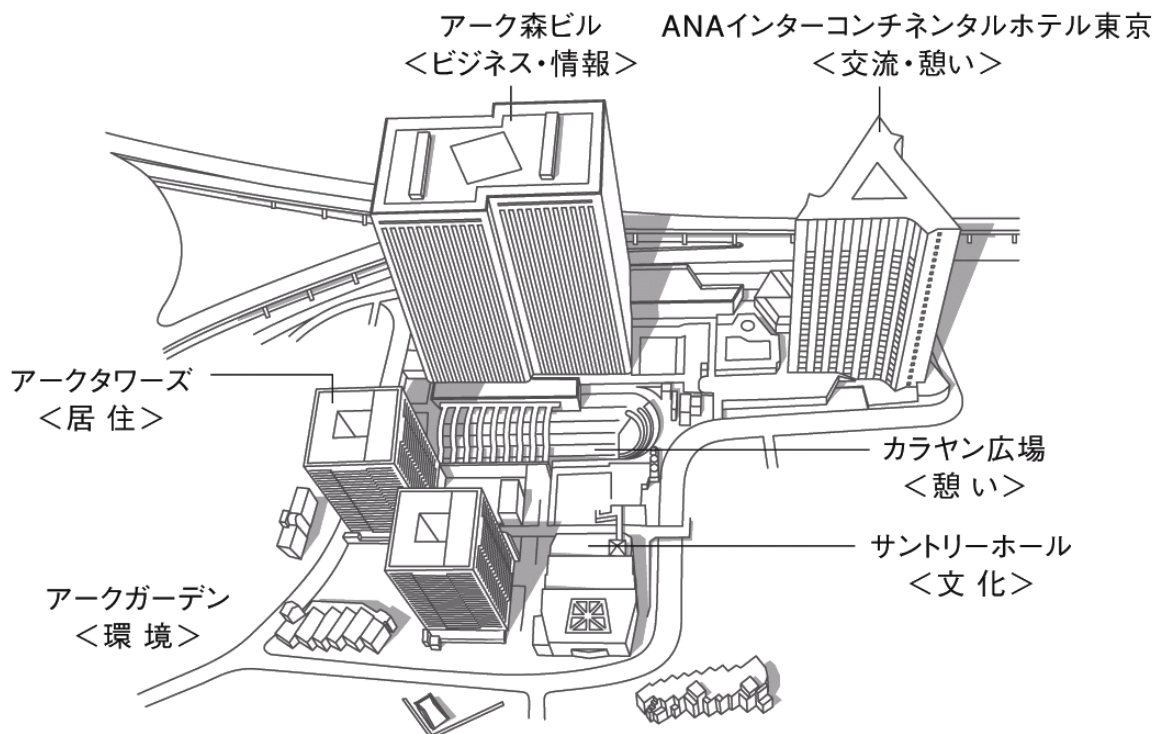 アーク森ビル
＜ビジネス・情報＞
ANAインターコンチネンタルホテル東京
＜交流・憩い＞
アークタワーズ
＜居 住＞
カラヤン広場
＜憩 い＞
サントリーホール
＜文 化＞
アークガーデン
＜環 境＞